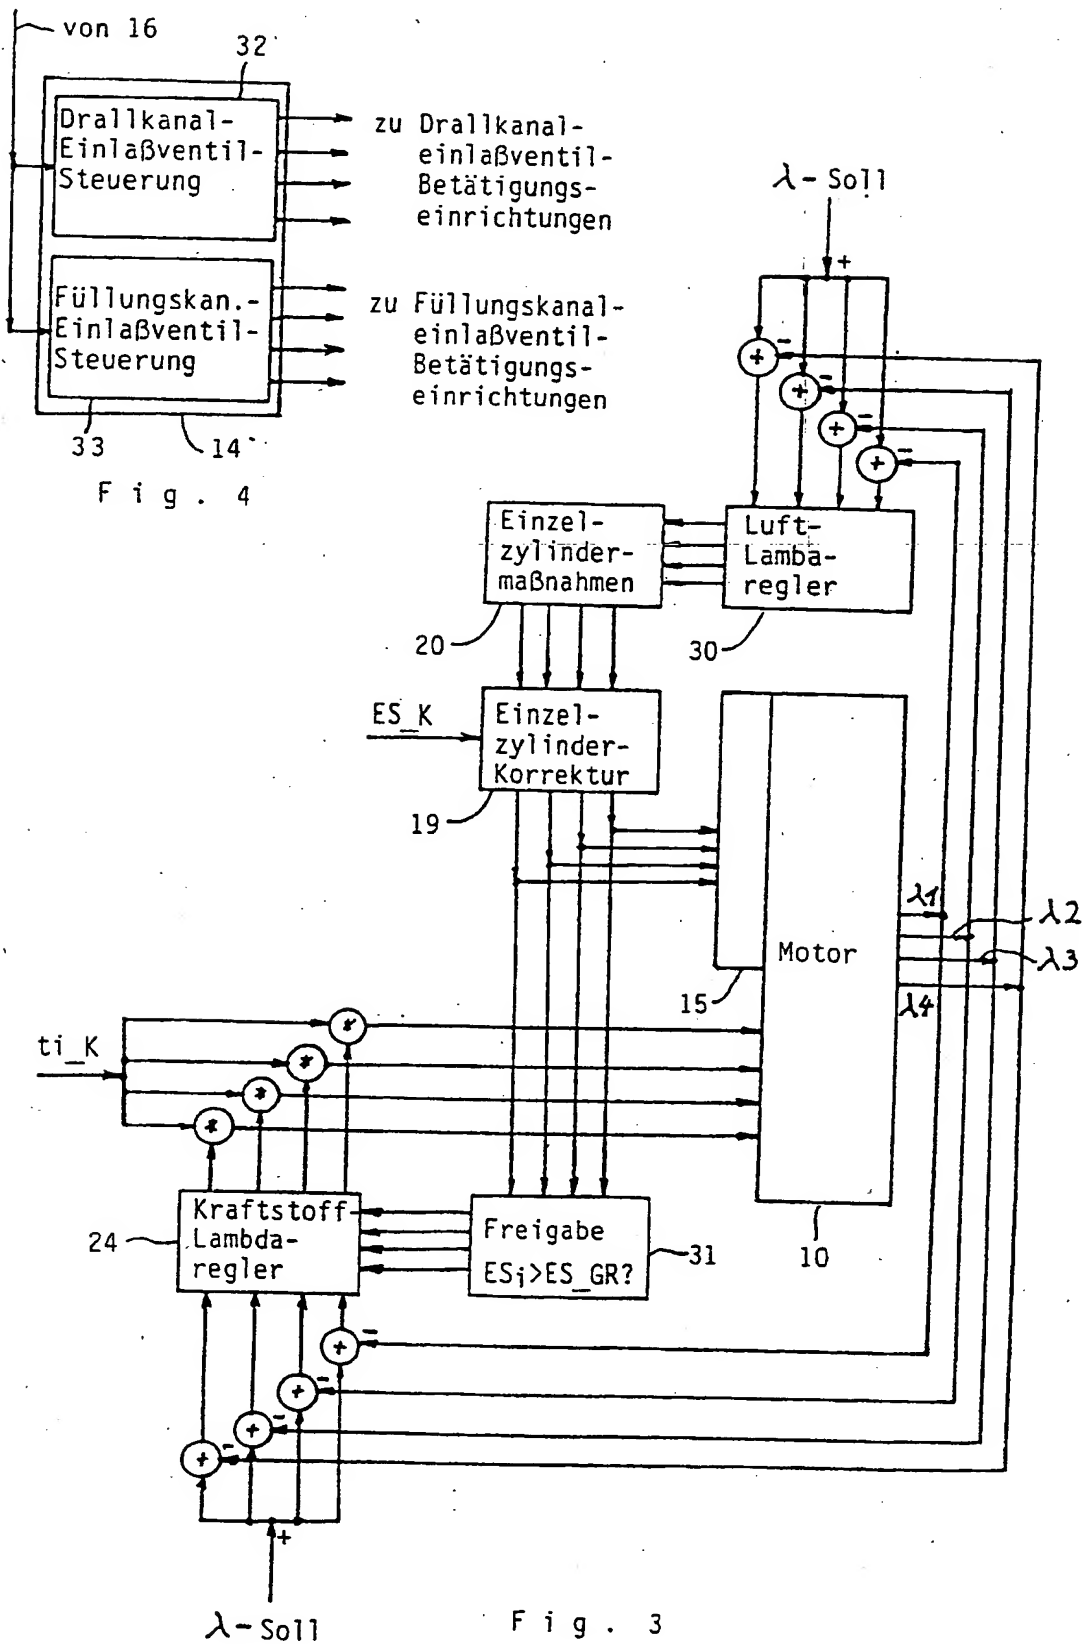 von 16
32
Drallkanal-
Einlaßventil-
Steuerung
zu Drallkanal-
einlaßventil-
Betätigungs-
einrichtungen
Füllungskan.-
Einlaßventil-
Steuerung
zu Füllungskanal-
einlaßventil-
Betätigungs-
einrichtungen
33
14
Fig. 4
λ-Soll
+
-
+
-
+
-
+
-
+
Einzel-
zylinder-
maßnahmen
Luft-
Lamba-
regler
20
30
ES_K
Einzel-
zylinder-
Korrektur
19
λ1
λ2
Motor
λ3
15
λ4
ti_K
*
*
*
*
Kraftstoff-
Lambda-
regler
24
Freigabe
ESi>ES_GR?
31
10
-
+
-
+
-
+
-
+
+
λ-Soll
Fig. 3